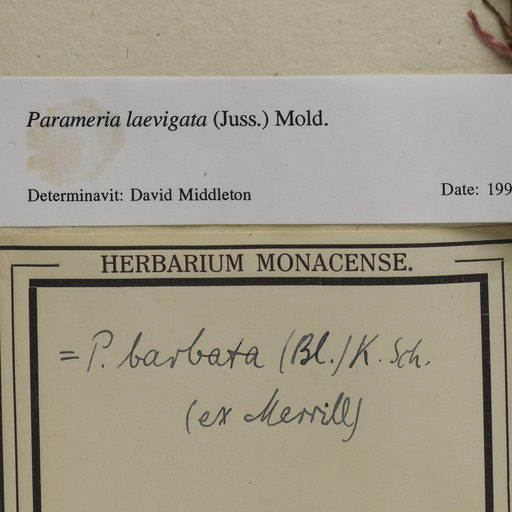 Parameria laevigata (Juss.) Mold.
Determinavit: David Middleton Date: 199
HERBARIUM MONACENSE.
= P. barbata (Bl.) K. Sch.
(ex Merrill)